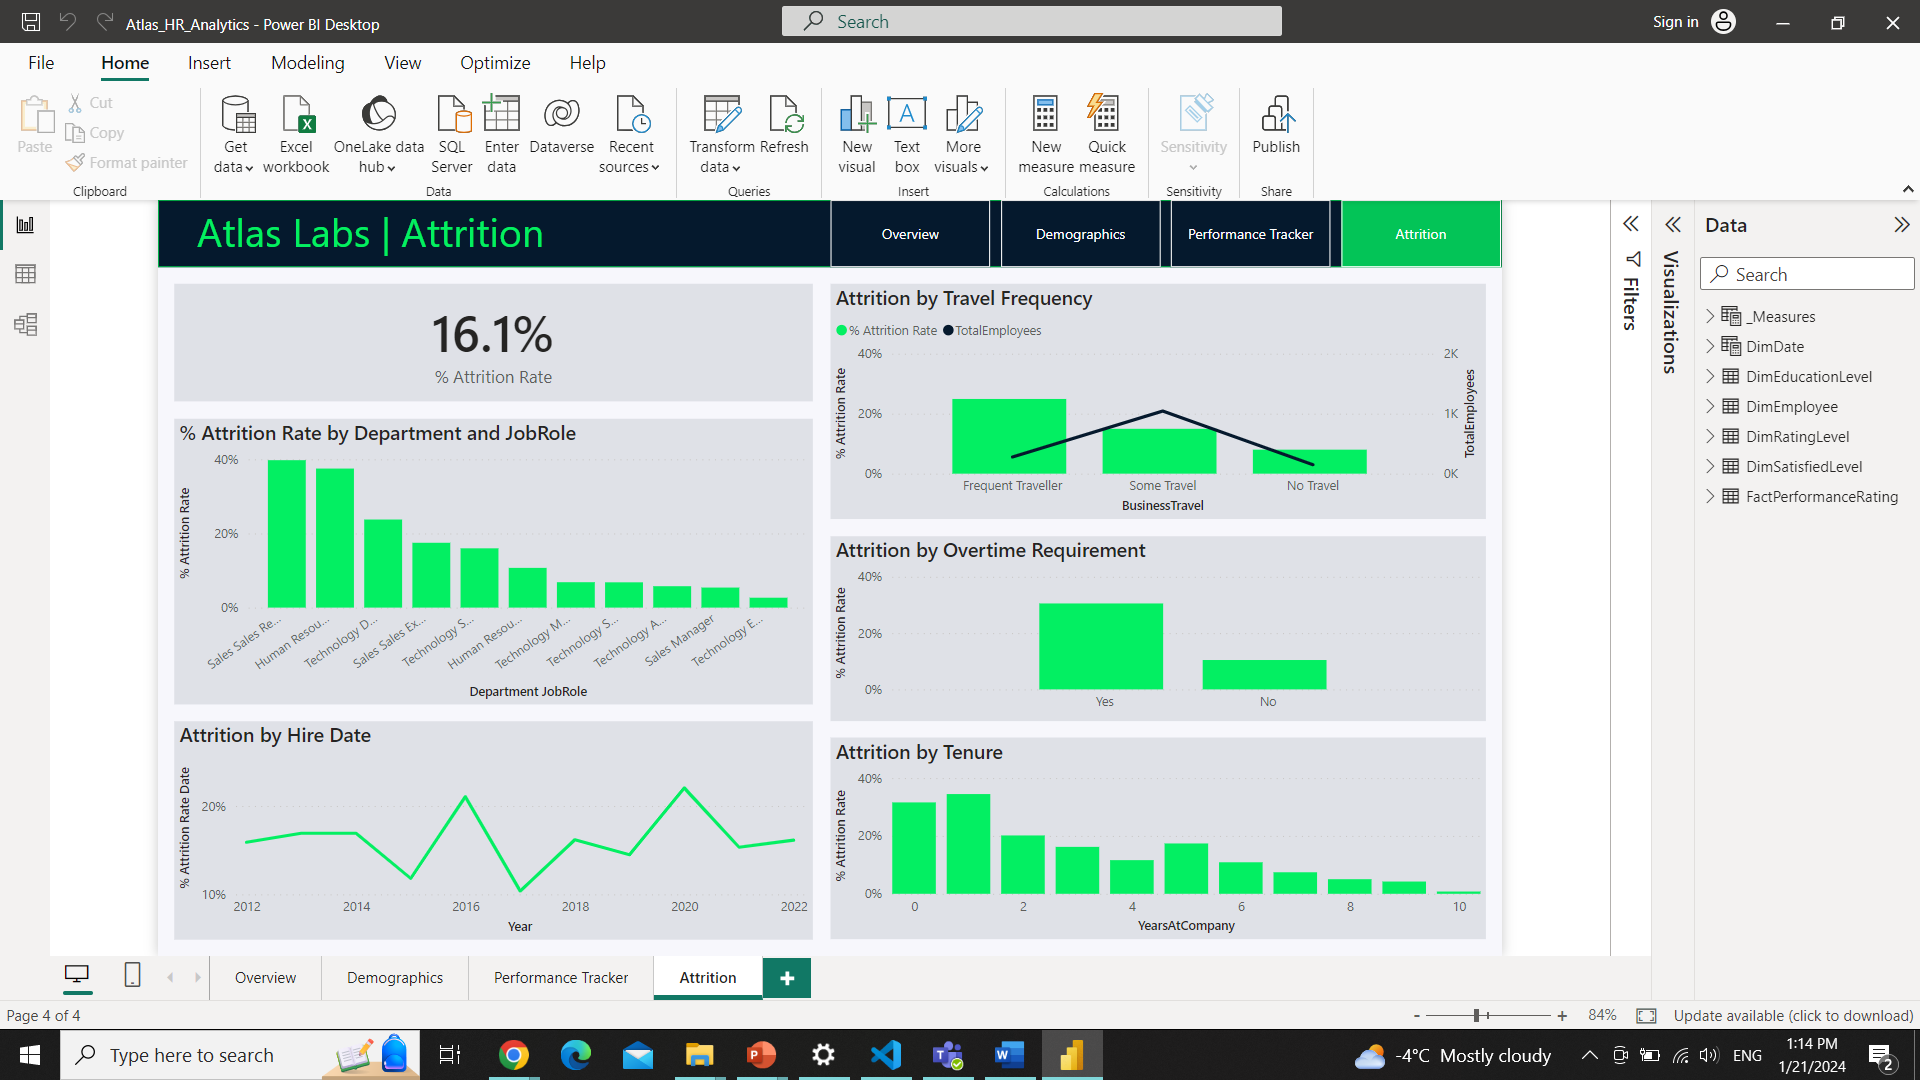 Atlas_HR_Analytics - Power BI Desktop
Search
Sign in
File Home Insert Modeling View Optimize Help
Paste
Cut
Copy
Format painter
Clipboard
Get data
Excel workbook
OneLake data hub
SQL Server
Enter data
Dataverse
Recent sources
Data
Transform data
Refresh
Queries
New visual
Text box
More visuals
Insert
New measure
Quick measure
Calculations
Sensitivity
Sensitivity
Publish
Share
Atlas Labs | Attrition
Overview
Demographics
Performance Tracker
Attrition
16.1%
% Attrition Rate
% Attrition Rate by Department and JobRole
% Attrition Rate
40%
20%
0%
Sales Sales Re...
Human Resou...
Technology D...
Sales Sales Ex...
Technology S...
Human Resou...
Technology M...
Technology S...
Technology A...
Sales Manager
Technology E...
Department JobRole
Attrition by Hire Date
% Attrition Rate Date
20%
10%
2012 2014 2016 2018 2020 2022
Year
Attrition by Travel Frequency
% Attrition Rate TotalEmployees
% Attrition Rate
40%
20%
0%
2K
1K
0K
TotalEmployees
Frequent Traveller Some Travel No Travel
BusinessTravel
Attrition by Overtime Requirement
% Attrition Rate
40%
20%
0%
Yes No
Attrition by Tenure
% Attrition Rate
40%
20%
0%
0 2 4 6 8 10
YearsAtCompany
Filters
Visualizations
Data
Search
_Measures
DimDate
DimEducationLevel
DimEmployee
DimRatingLevel
DimSatisfiedLevel
FactPerformanceRating
Overview Demographics Performance Tracker Attrition +
Page 4 of 4
- + 84%
Update available (click to download)
Type here to search
-4°C Mostly cloudy
ENG
1:14 PM
1/21/2024
2